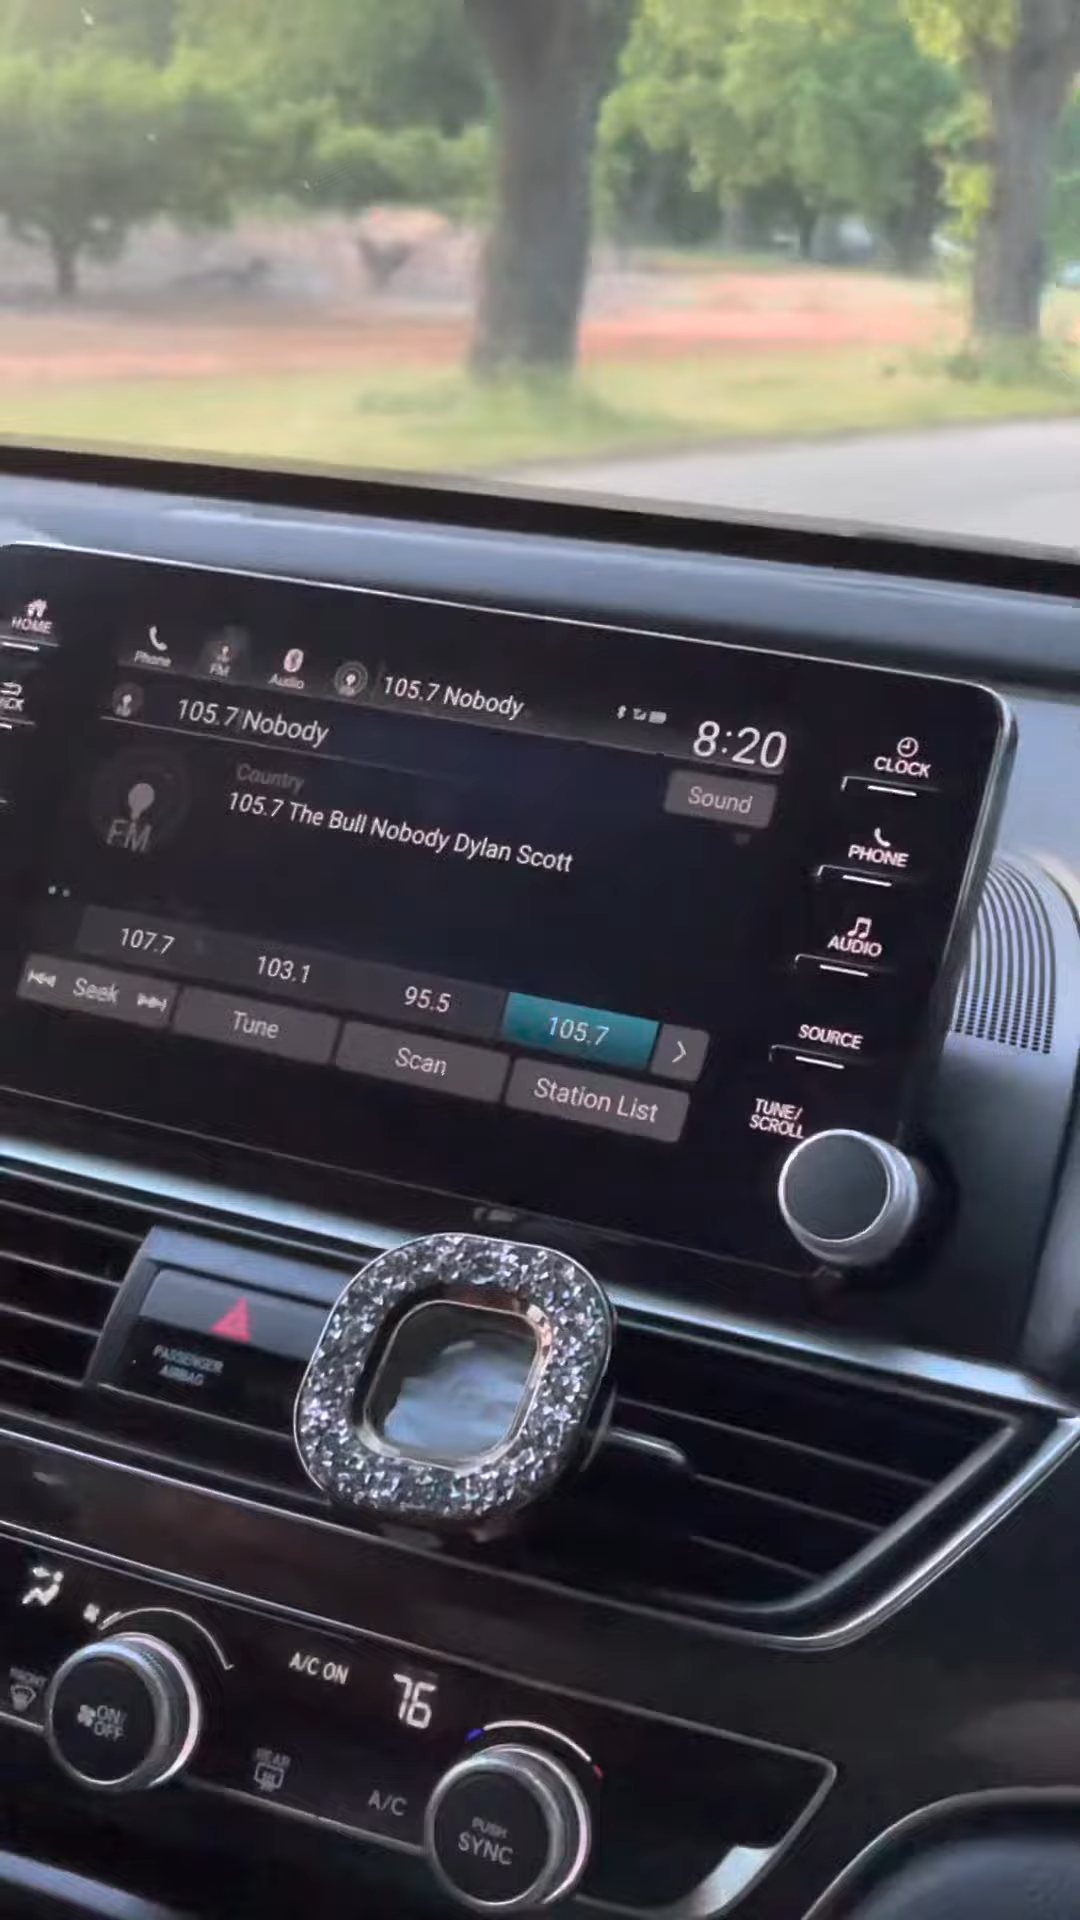 HOME
Phone
FM
Audio
105.7 Nobody
105.7 Nobody
8:20
CLOCK
Country
Sound
105.7 The Bull Nobody Dylan Scott
FM
PHONE
AUDIO
107.7
103.1
95.5
105.7
Seek
Tune
Scan
Station List
SOURCE
TUNE/
SCROLL
PASSENGER
AIRBAG
A/C ON
76
FRONT
ON/
OFF
REAR
A/C
PUSH
SYNC